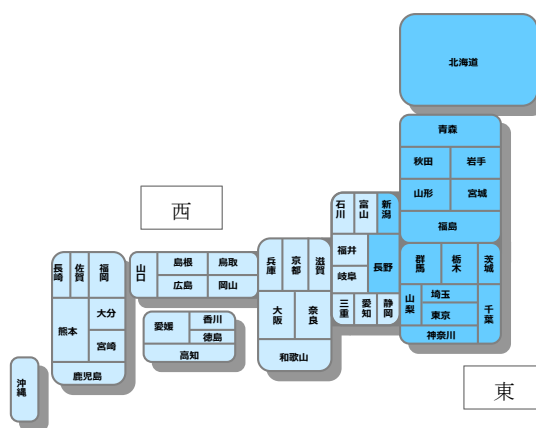 北海道
青森
秋田
岩手
山形
宮城
福島
西
石川
富山
新潟
群馬
栃木
茨城
福井
長野
岐阜
山梨
埼玉
東京
千葉
神奈川
三重
愛知
静岡
兵庫
京都
滋賀
大阪
奈良
和歌山
山口
島根
鳥取
広島
岡山
愛媛
香川
徳島
高知
長崎
佐賀
福岡
熊本
大分
宮崎
鹿児島
沖縄
東